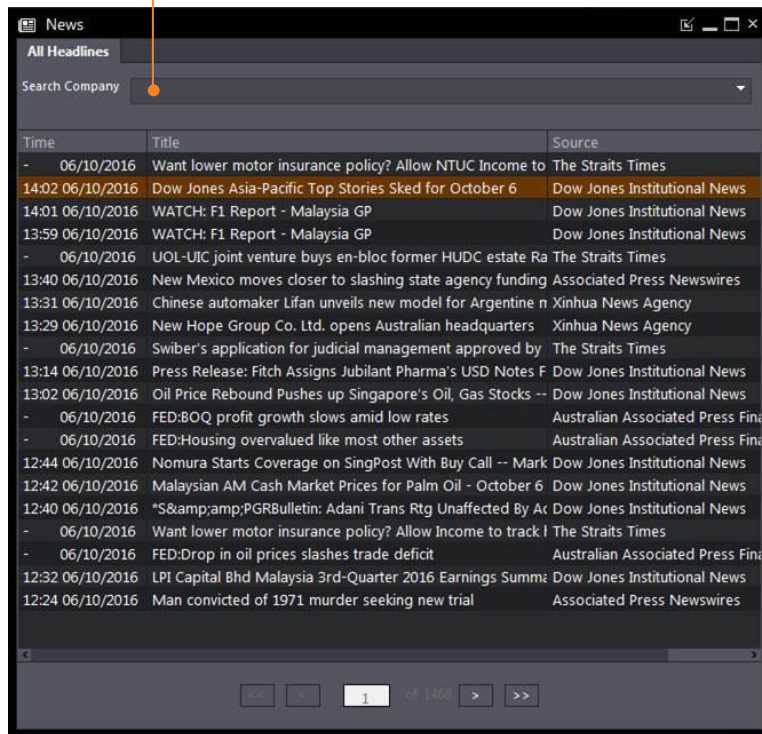 News
All Headlines
Search Company
Time Title Source
- 06/10/2016 Want lower motor insurance policy? Allow NTUC Income to The Straits Times
14:02 06/10/2016 Dow Jones Asia-Pacific Top Stories Sked for October 6 Dow Jones Institutional News
14:01 06/10/2016 WATCH: F1 Report - Malaysia GP Dow Jones Institutional News
13:59 06/10/2016 WATCH: F1 Report - Malaysia GP Dow Jones Institutional News
- 06/10/2016 UOL-UIC joint venture buys en-bloc former HUDC estate Ra The Straits Times
13:40 06/10/2016 New Mexico moves closer to slashing state agency funding Associated Press Newswires
13:31 06/10/2016 Chinese automaker Lifan unveils new model for Argentine Xinhua News Agency
13:29 06/10/2016 New Hope Group Co. Ltd. opens Australian headquarters Xinhua News Agency
- 06/10/2016 Swiber's application for judicial management approved by The Straits Times
13:14 06/10/2016 Press Release: Fitch Assigns Jubilant Pharma's USD Notes F Dow Jones Institutional News
13:02 06/10/2016 Oil Price Rebound Pushes up Singapore's Oil, Gas Stocks -- Dow Jones Institutional News
- 06/10/2016 FED:BOQ profit growth slows amid low rates Australian Associated Press Fina
- 06/10/2016 FED:Housing overvalued like most other assets Australian Associated Press Fina
12:44 06/10/2016 Nomura Starts Coverage on SingPost With Buy Call -- Mark Dow Jones Institutional News
12:42 06/10/2016 Malaysian AM Cash Market Prices for Palm Oil - October 6 Dow Jones Institutional News
12:40 06/10/2016 *S&amp;amp;PGRBulletin: Adani Trans Rtg Unaffected By Ac Dow Jones Institutional News
- 06/10/2016 Want lower motor insurance policy? Allow Income to track The Straits Times
- 06/10/2016 FED:Drop in oil prices slashes trade deficit Australian Associated Press Fina
12:32 06/10/2016 LPI Capital Bhd Malaysia 3rd-Quarter 2016 Earnings Summa Dow Jones Institutional News
12:24 06/10/2016 Man convicted of 1971 murder seeking new trial Associated Press Newswires
<< < 1 of 1468 > >>